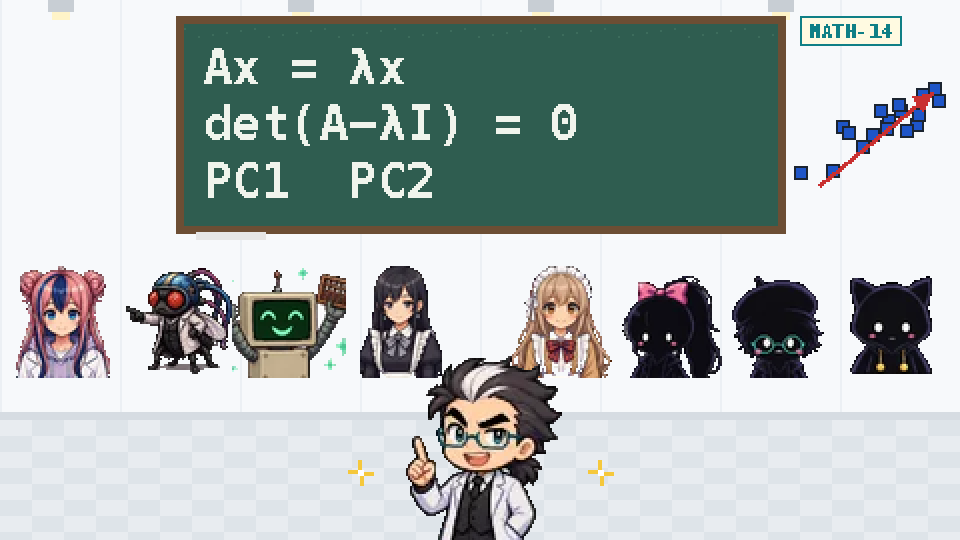 Ax = λx
det(A−λI) = 0
PC1 PC2
MATH-14